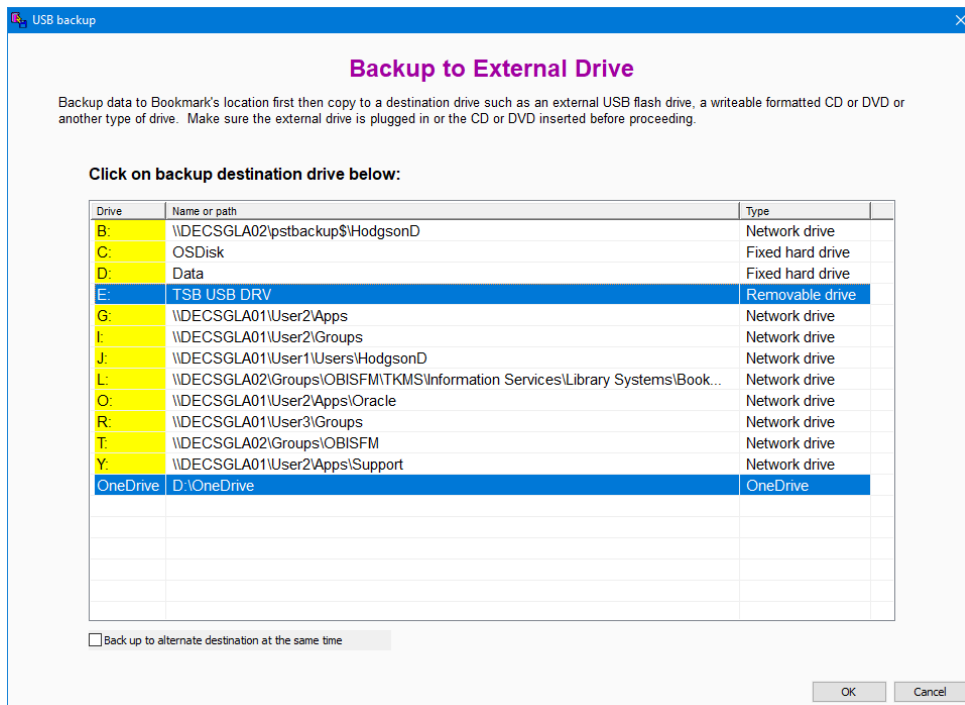 USB backup
Backup to External Drive
Backup data to Bookmark's location first then copy to a destination drive such as an external USB flash drive, a writeable formatted CD or DVD or
another type of drive.  Make sure the external drive is plugged in or the CD or DVD inserted before proceeding.
Click on backup destination drive below:
Drive Name or path Type
B: \\DECSGLA02\pstbackup$\HodgsonD Network drive
C: OSDisk Fixed hard drive
D: Data Fixed hard drive
E: TSB USB DRV Removable drive
G: \\DECSGLA01\User2\Apps Network drive
I: \\DECSGLA01\User2\Groups Network drive
J: \\DECSGLA01\User1\Users\HodgsonD Network drive
L: \\DECSGLA02\Groups\OBISFM\TKMS\Information Services\Library Systems\Book... Network drive
O: \\DECSGLA01\User2\Apps\Oracle Network drive
R: \\DECSGLA01\User3\Groups Network drive
T: \\DECSGLA02\Groups\OBISFM Network drive
Y: \\DECSGLA01\User2\Apps\Support Network drive
OneDrive D:\OneDrive OneDrive
Back up to alternate destination at the same time
OK Cancel